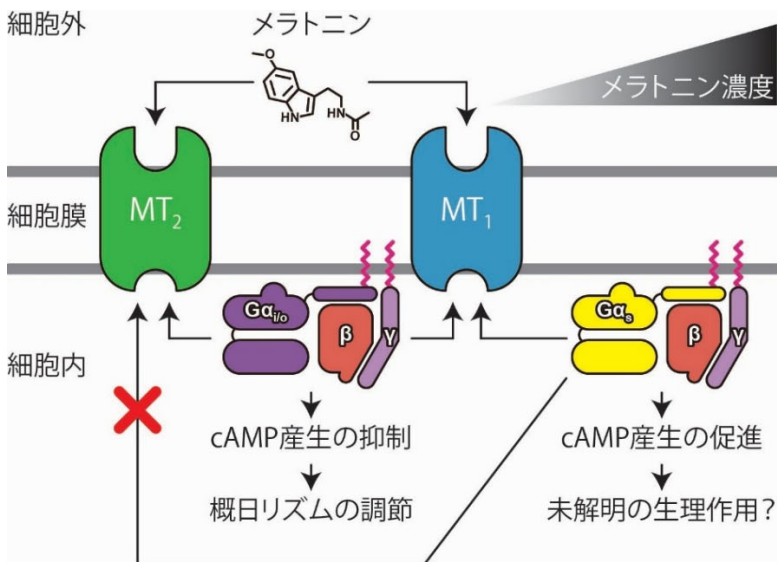 細胞外
メラトニン
O
HN
HN
O
メラトニン濃度
MT2
MT1
細胞膜
Gαi/o
β
γ
Gαs
β
γ
細胞内
cAMP産生の抑制
cAMP産生の促進
概日リズムの調節
未解明の生理作用?